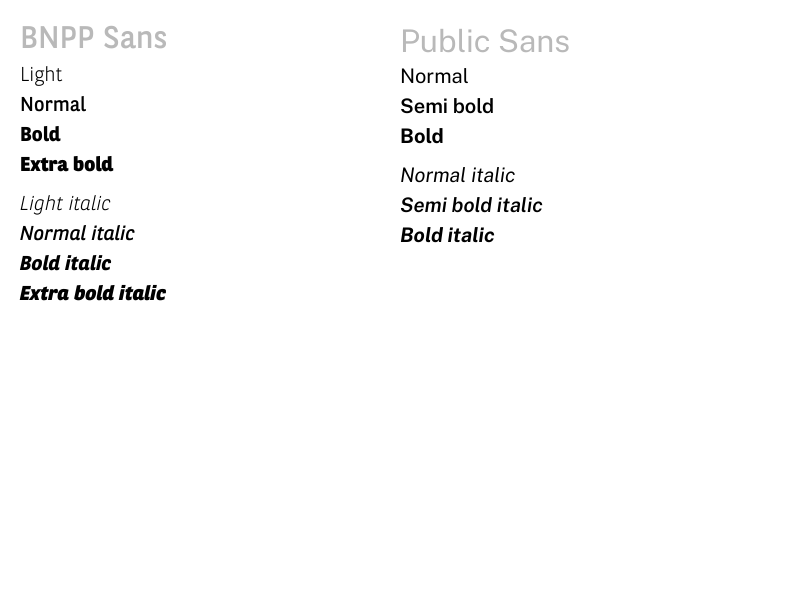 BNPP Sans
Light
Normal
Bold
Extra bold
Light italic
Normal italic
Bold italic
Extra bold italic
Public Sans
Normal
Semi bold
Bold
Normal italic
Semi bold italic
Bold italic